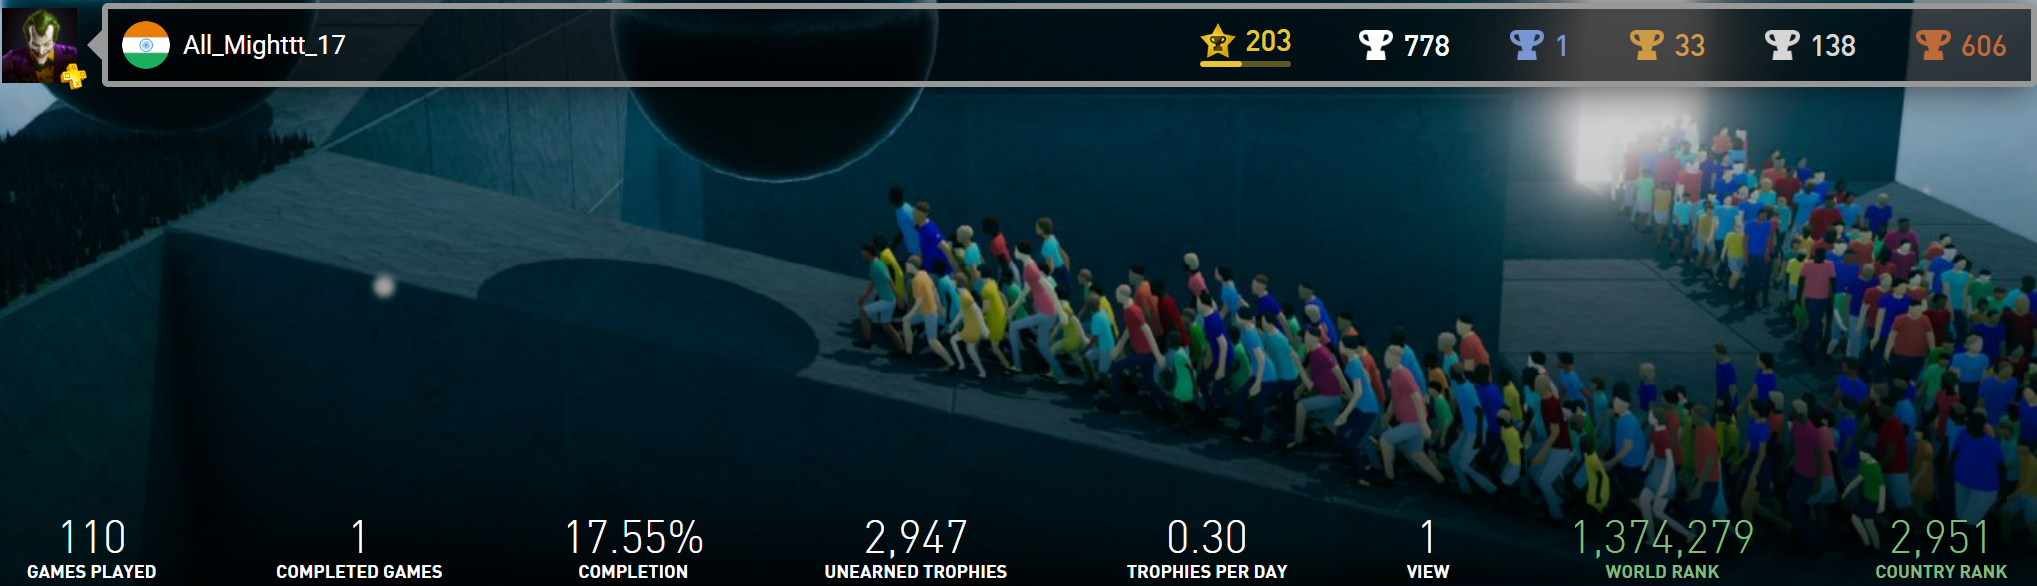 All_Mighttt_17 203 778 1 33 138 606
110 1 17.55% 2,947 0.30 1 1,374,279 2,951
GAMES PLAYED COMPLETED GAMES COMPLETION UNEARNED TROPHIES TROPHIES PER DAY VIEW WORLD RANK COUNTRY RANK